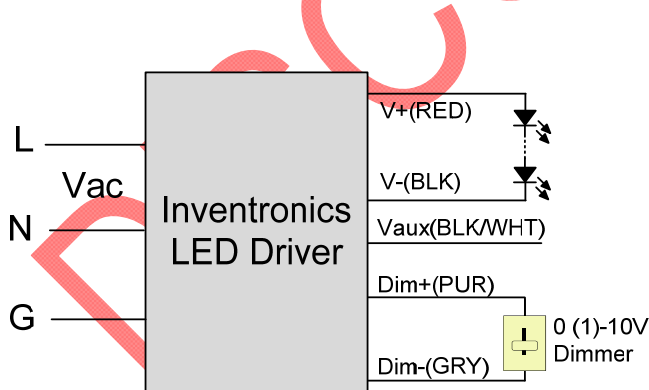 V+(RED)
L
Vac
V-(BLK)
N
Inventronics
LED Driver
Vaux(BLK/WHT)
Dim+(PUR)
G
0 (1)-10V
Dimmer
Dim-(GRY)